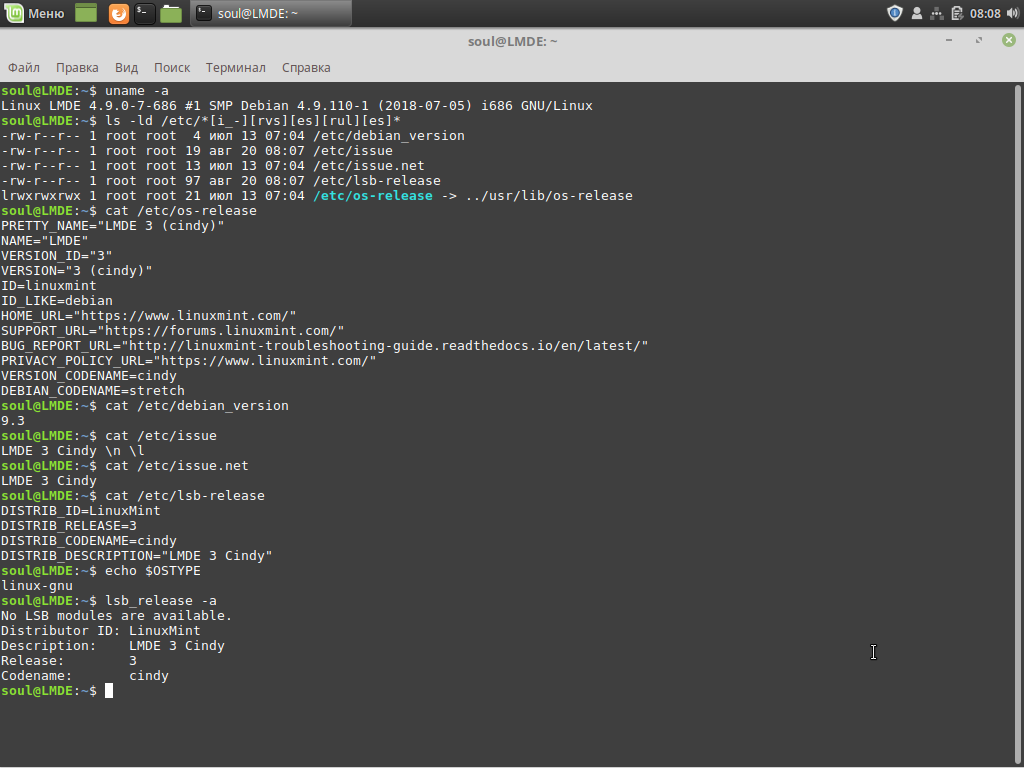 Меню
soul@LMDE: ~
08:08
soul@LMDE: ~
Файл Правка Вид Поиск Терминал Справка
soul@LMDE:~$ uname -a
Linux LMDE 4.9.0-7-686 #1 SMP Debian 4.9.110-1 (2018-07-05) i686 GNU/Linux
soul@LMDE:~$ ls -ld /etc/*[i_-][rvs][es][rul][es]*
-rw-r--r-- 1 root root  4 июл 13 07:04 /etc/debian_version
-rw-r--r-- 1 root root 19 авг 20 08:07 /etc/issue
-rw-r--r-- 1 root root 13 июл 13 07:04 /etc/issue.net
-rw-r--r-- 1 root root 97 авг 20 08:07 /etc/lsb-release
lrwxrwxrwx 1 root root 21 июл 13 07:04 /etc/os-release -> ../usr/lib/os-release
soul@LMDE:~$ cat /etc/os-release
PRETTY_NAME="LMDE 3 (cindy)"
NAME="LMDE"
VERSION_ID="3"
VERSION="3 (cindy)"
ID=linuxmint
ID_LIKE=debian
HOME_URL="https://www.linuxmint.com/"
SUPPORT_URL="https://forums.linuxmint.com/"
BUG_REPORT_URL="http://linuxmint-troubleshooting-guide.readthedocs.io/en/latest/"
PRIVACY_POLICY_URL="https://www.linuxmint.com/"
VERSION_CODENAME=cindy
DEBIAN_CODENAME=stretch
soul@LMDE:~$ cat /etc/debian_version
9.3
soul@LMDE:~$ cat /etc/issue
LMDE 3 Cindy \n \l
soul@LMDE:~$ cat /etc/issue.net
LMDE 3 Cindy
soul@LMDE:~$ cat /etc/lsb-release
DISTRIB_ID=LinuxMint
DISTRIB_RELEASE=3
DISTRIB_CODENAME=cindy
DISTRIB_DESCRIPTION="LMDE 3 Cindy"
soul@LMDE:~$ echo $OSTYPE
linux-gnu
soul@LMDE:~$ lsb_release -a
No LSB modules are available.
Distributor ID: LinuxMint
Description:    LMDE 3 Cindy
Release:        3
Codename:       cindy
soul@LMDE:~$